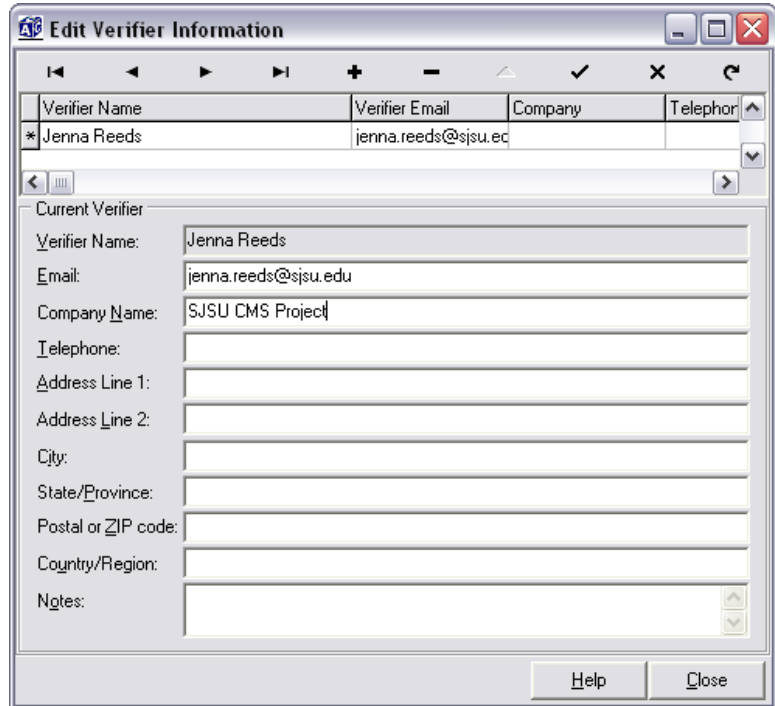 Edit Verifier Information
Verifier Name Verifier Email Company Telephor
* Jenna Reeds jenna.reeds@sjsu.ec
Current Verifier
Verifier Name: Jenna Reeds
Email: jenna.reeds@sjsu.edu
Company Name: SJSU CMS Project
Telephone:
Address Line 1:
Address Line 2:
City:
State/Province:
Postal or ZIP code:
Country/Region:
Notes:
Help Close